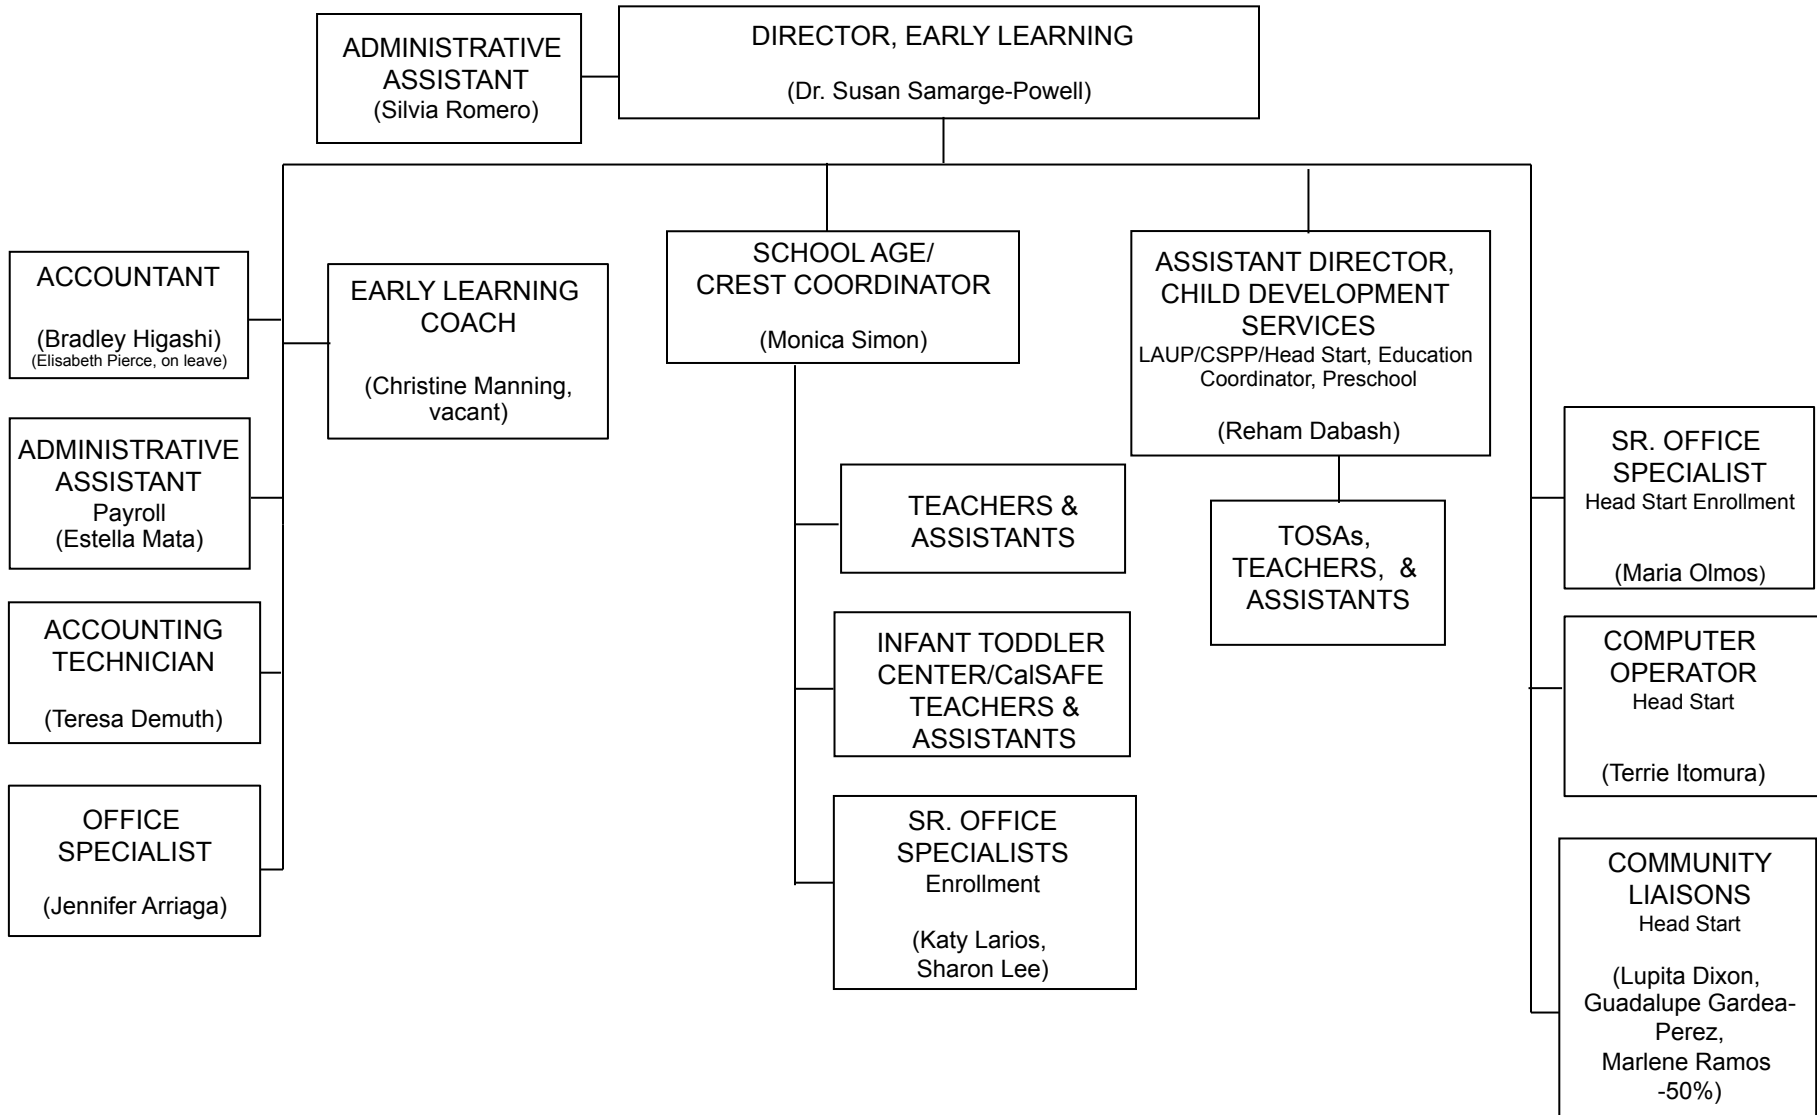 ADMINISTRATIVE
ASSISTANT
(Silvia Romero)
DIRECTOR, EARLY LEARNING
(Dr. Susan Samarge-Powell)
ACCOUNTANT
(Bradley Higashi)
(Elisabeth Pierce, on leave)
EARLY LEARNING
COACH
(Christine Manning,
vacant)
SCHOOL AGE/
CREST COORDINATOR
(Monica Simon)
ASSISTANT DIRECTOR,
CHILD DEVELOPMENT
SERVICES
LAUP/CSPP/Head Start, Education
Coordinator, Preschool
(Reham Dabash)
ADMINISTRATIVE
ASSISTANT
Payroll
(Estella Mata)
SR. OFFICE
SPECIALIST
Head Start Enrollment
(Maria Olmos)
TEACHERS &
ASSISTANTS
TOSAs,
TEACHERS, &
ASSISTANTS
ACCOUNTING
TECHNICIAN
(Teresa Demuth)
INFANT TODDLER
CENTER/CalSAFE
TEACHERS &
ASSISTANTS
COMPUTER
OPERATOR
Head Start
(Terrie Itomura)
OFFICE
SPECIALIST
(Jennifer Arriaga)
SR. OFFICE
SPECIALISTS
Enrollment
(Katy Larios,
Sharon Lee)
COMMUNITY
LIAISONS
Head Start
(Lupita Dixon,
Guadalupe Gardea-
Perez,
Marlene Ramos
-50%)